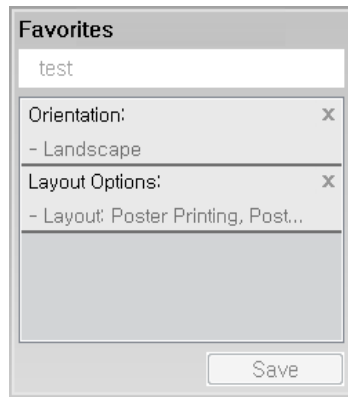 Favorites
test
Orientation: x
- Landscape
Layout Options: x
- Layout: Poster Printing, Post...
Save